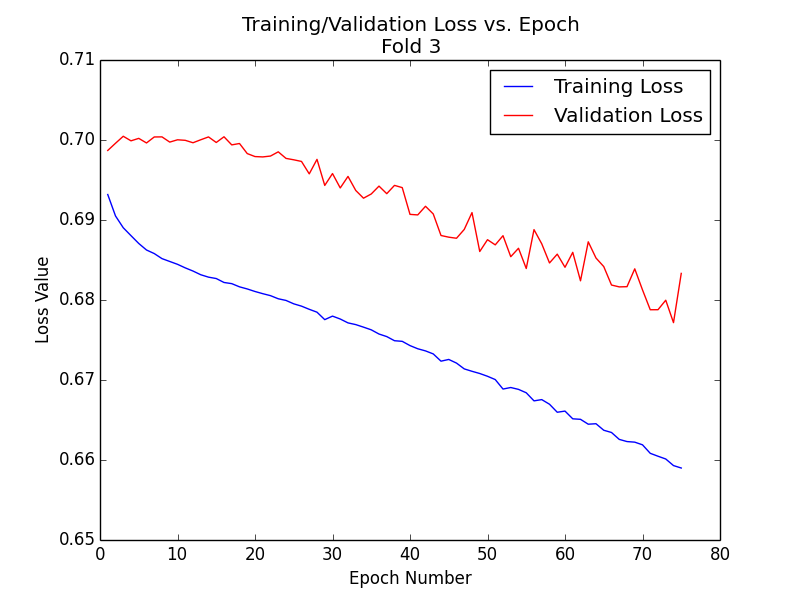 Training/Validation Loss vs. Epoch
Fold 3
Training Loss
Validation Loss
Loss Value
0.71
0.70
0.69
0.68
0.67
0.66
0.65
0 10 20 30 40 50 60 70 80
Epoch Number